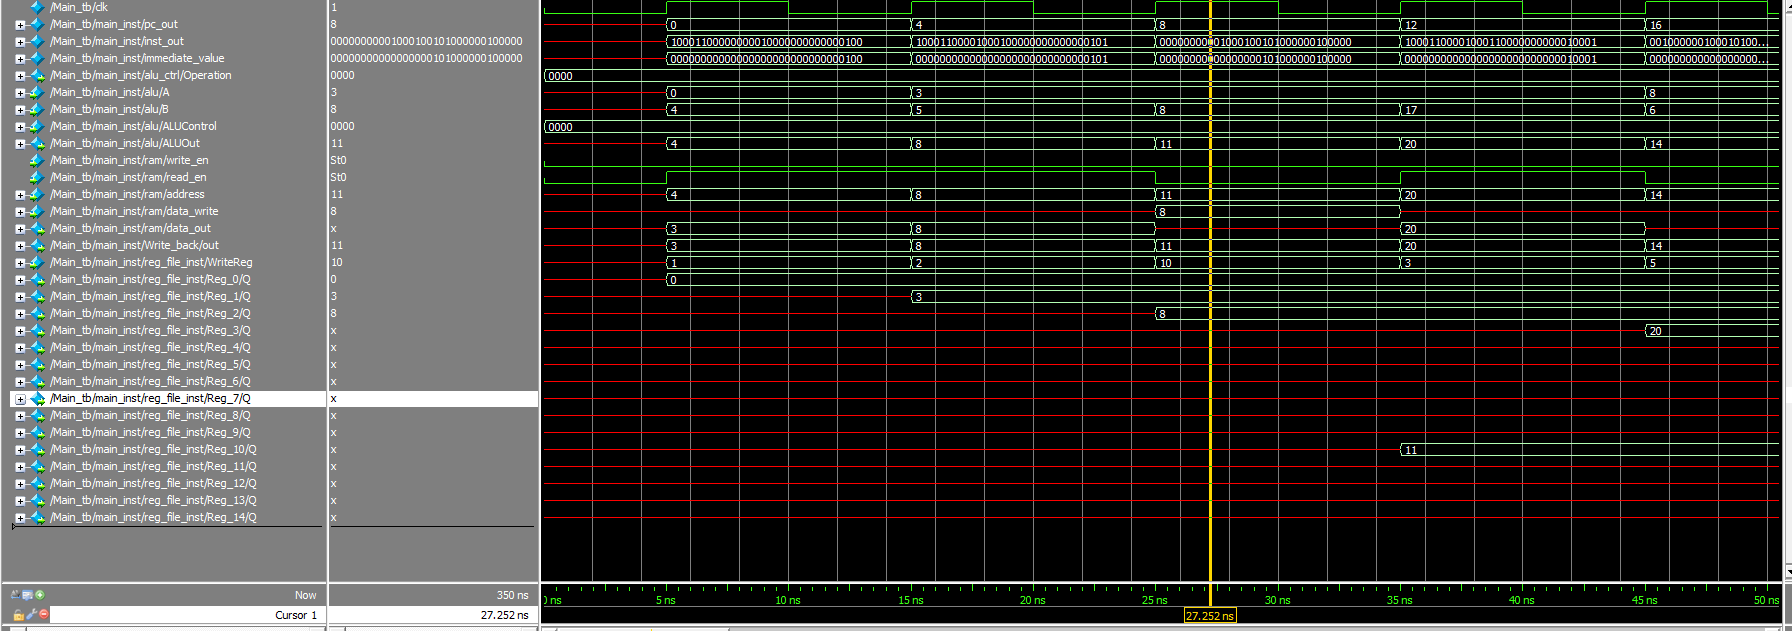 /Main_tb/clk 1
/Main_tb/main_inst/pc_out 8 0 4 8 12 16
/Main_tb/main_inst/inst_out 00000000001000100101000000100000 10001100000000010000000000000100 10001100001000100000000000000101 00000000001000100101000000100000 10001100001000110000000000010001 0010000001000010100...
/Main_tb/main_inst/immediate_value 00000000000000000101000000100000 00000000000000000000000000000100 00000000000000000000000000000101 00000000000000000101000000100000 00000000000000000000000000010001 000000000000000000...
/Main_tb/main_inst/alu_ctrl/Operation 0000 0000
/Main_tb/main_inst/alu/A 3 0 3 8
/Main_tb/main_inst/alu/B 8 4 5 8 17 6
/Main_tb/main_inst/alu/ALUControl 0000 0000
/Main_tb/main_inst/alu/ALUOut 11 4 8 11 20 14
/Main_tb/main_inst/ram/write_en St0
/Main_tb/main_inst/ram/read_en St0
/Main_tb/main_inst/ram/address 11 4 8 11 20 14
/Main_tb/main_inst/ram/data_write 8 8
/Main_tb/main_inst/ram/data_out x 3 8 20
/Main_tb/main_inst/Write_back/out 11 3 8 11 20 14
/Main_tb/main_inst/reg_file_inst/WriteReg 10 1 2 10 3 5
/Main_tb/main_inst/reg_file_inst/Reg_0/Q 0 0
/Main_tb/main_inst/reg_file_inst/Reg_1/Q 3 3
/Main_tb/main_inst/reg_file_inst/Reg_2/Q 8 8
/Main_tb/main_inst/reg_file_inst/Reg_3/Q x 20
/Main_tb/main_inst/reg_file_inst/Reg_4/Q x
/Main_tb/main_inst/reg_file_inst/Reg_5/Q x
/Main_tb/main_inst/reg_file_inst/Reg_6/Q x
/Main_tb/main_inst/reg_file_inst/Reg_7/Q x
/Main_tb/main_inst/reg_file_inst/Reg_8/Q x
/Main_tb/main_inst/reg_file_inst/Reg_9/Q x
/Main_tb/main_inst/reg_file_inst/Reg_10/Q x 11
/Main_tb/main_inst/reg_file_inst/Reg_11/Q x
/Main_tb/main_inst/reg_file_inst/Reg_12/Q x
/Main_tb/main_inst/reg_file_inst/Reg_13/Q x
/Main_tb/main_inst/reg_file_inst/Reg_14/Q x
Now 350 ns ns 5 ns 10 ns 15 ns 20 ns 25 ns 30 ns 35 ns 40 ns 45 ns 50 ns
Cursor 1 27.252 ns 27.252 ns